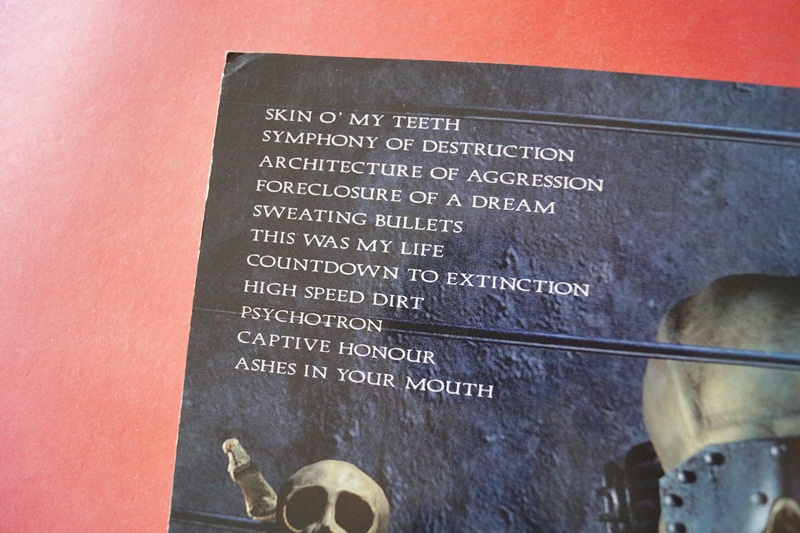 SKIN O' MY TEETH
SYMPHONY OF DESTRUCTION
ARCHITECTURE OF AGGRESSION
FORECLOSURE OF A DREAM
SWEATING BULLETS
THIS WAS MY LIFE
COUNTDOWN TO EXTINCTION
HIGH SPEED DIRT
PSYCHOTRON
CAPTIVE HONOUR
ASHES IN YOUR MOUTH